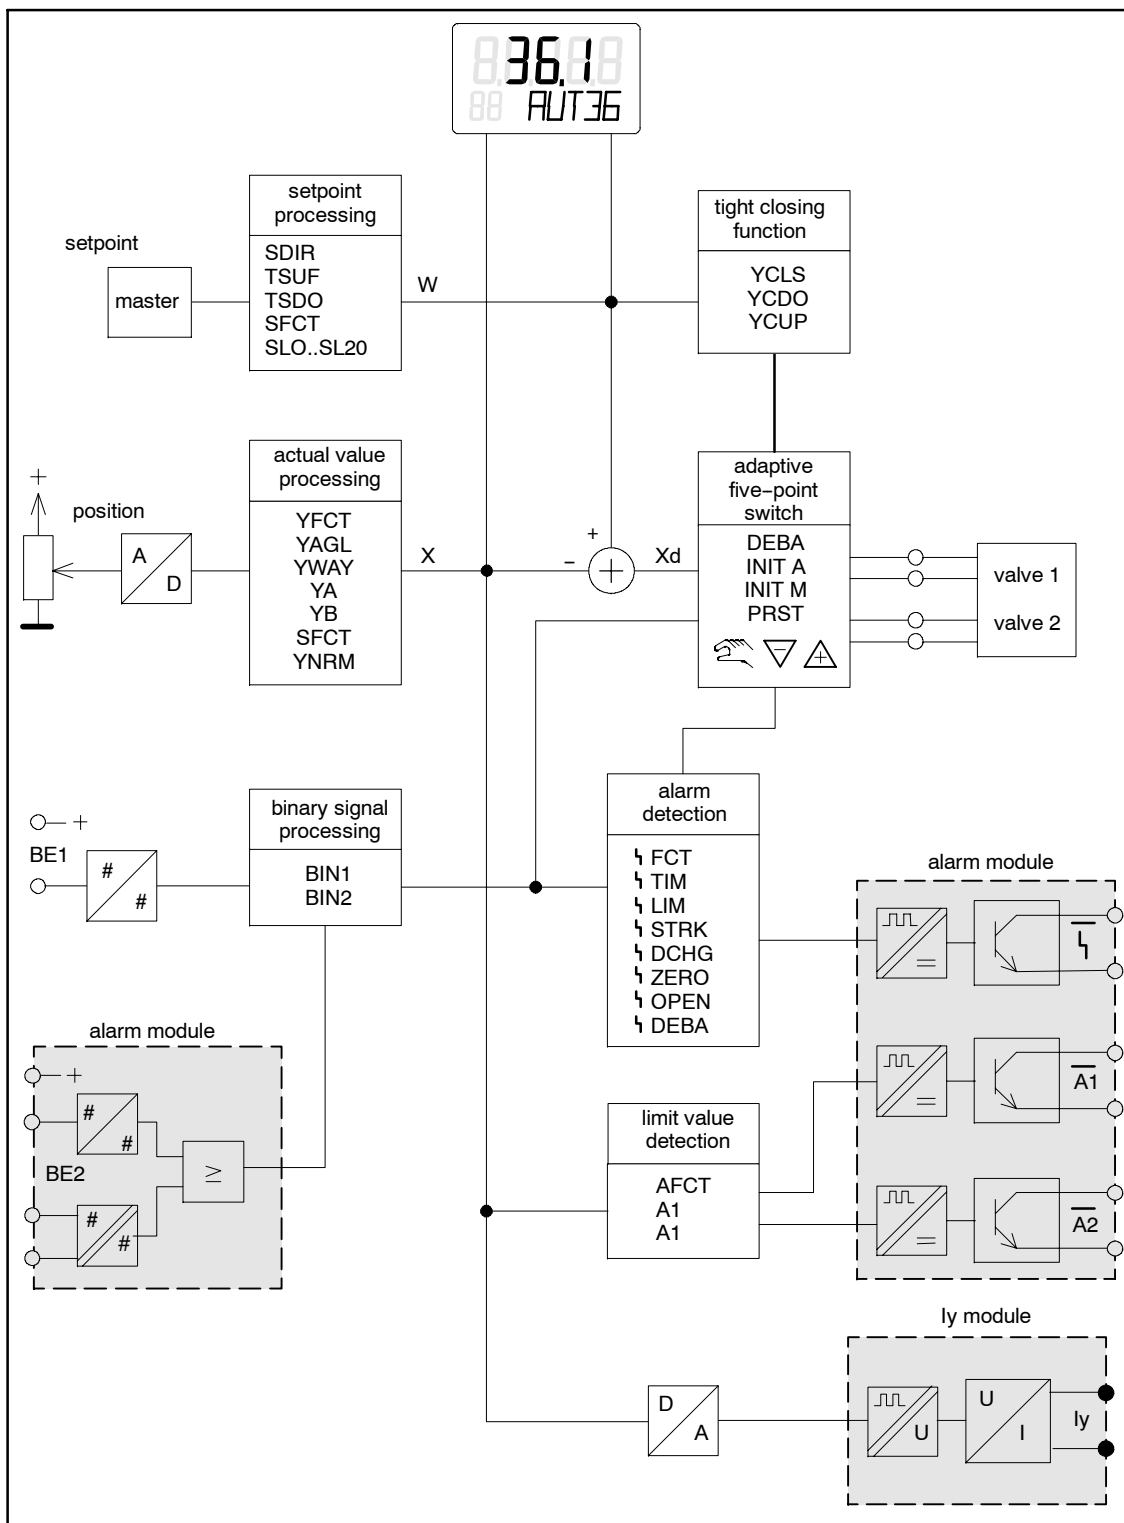 36.1
AUT36
setpoint
processing
SDIR
TSUF
TSDO
SFCT
SLO..SL20
setpoint
master
W
tight closing
function
YCLS
YCDO
YCUP
actual value
processing
YFCT
YAGL
YWAY
YA
YB
SFCT
YNRM
+
position
A
D
X
+
−
+
Xd
adaptive
five−point
switch
DEBA
INIT A
INIT M
PRST
−
+
valve 1
valve 2
binary signal
processing
BIN1
BIN2
+
BE1
#
#
alarm
detection
FCT
TIM
LIM
STRK
DCHG
ZERO
OPEN
DEBA
alarm module
=
A1
=
A2
=
alarm module
+
#
#
BE2
#
#
≥
limit value
detection
AFCT
A1
A1
Iy module
D
A
U
U
I
Iy